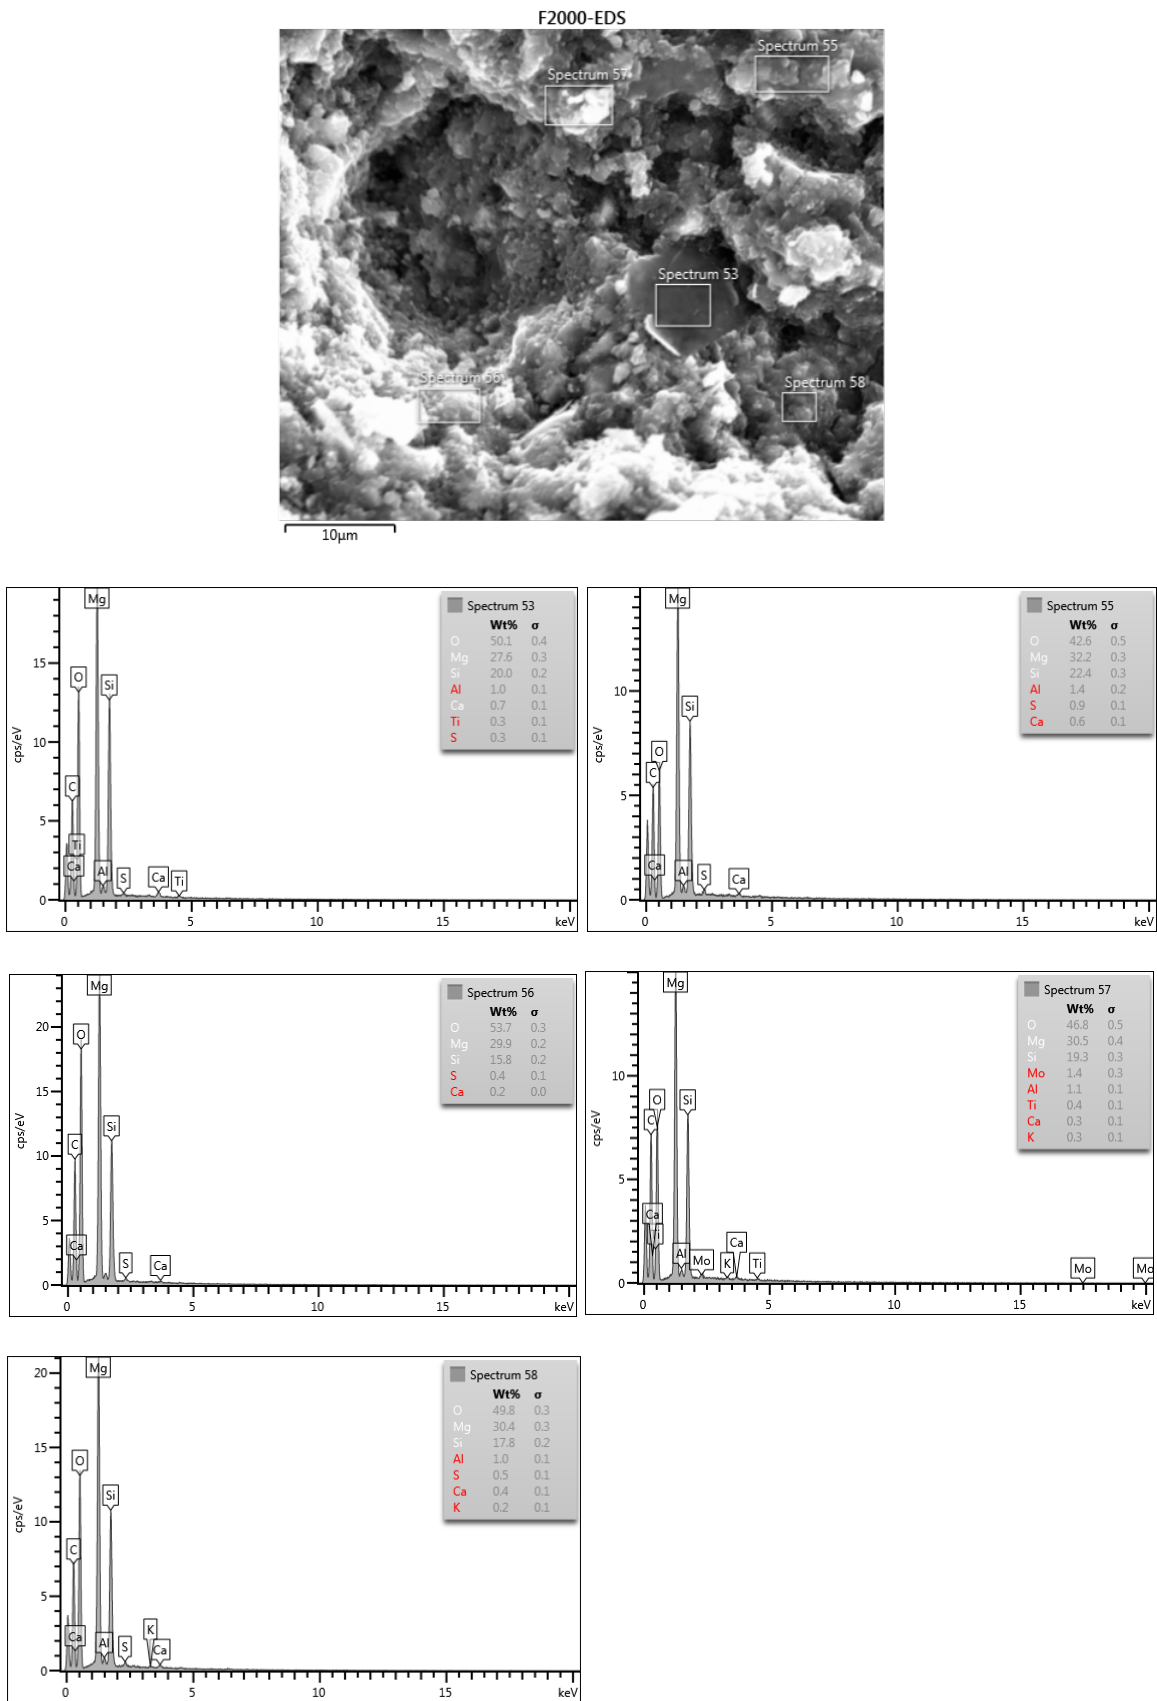 F2000-EDS
Spectrum 55
Spectrum 57
Spectrum 53
Spectrum 56
Spectrum 58
10µm
Spectrum 53
Wt% σ
O 50.1 0.4
Mg 27.6 0.3
Si 20.0 0.2
Al 1.0 0.1
Ca 0.7 0.1
Ti 0.3 0.1
S 0.3 0.1
cps/eV
15
10
5
0
Mg
O
Si
C
Ti
Ca
Al
S
Ca
Ti
0 5 10 15 keV
Spectrum 55
Wt% σ
O 42.6 0.5
Mg 32.2 0.3
Si 22.4 0.3
Al 1.4 0.2
S 0.9 0.1
Ca 0.6 0.1
cps/eV
10
5
0
Mg
Si
O
C
Ca
Al
S
Ca
0 5 10 15 keV
Spectrum 56
Wt% σ
O 53.7 0.3
Mg 29.9 0.2
Si 15.8 0.2
S 0.4 0.1
Ca 0.2 0.0
cps/eV
20
15
10
5
0
Mg
O
Si
C
Ca
S
Ca
0 5 10 15 keV
Spectrum 57
Wt% σ
O 46.8 0.5
Mg 30.5 0.4
Si 19.3 0.3
Mo 1.4 0.3
Al 1.1 0.1
Ti 0.4 0.1
Ca 0.3 0.1
K 0.3 0.1
cps/eV
10
5
0
Mg
O
Si
C
Ca
Ti
Al
Mo
K
Ca
Ti
Mo
Mo
0 5 10 15 keV
Spectrum 58
Wt% σ
O 49.8 0.3
Mg 30.4 0.3
Si 17.8 0.2
Al 1.0 0.1
S 0.5 0.1
Ca 0.4 0.1
K 0.2 0.1
cps/eV
20
15
10
5
0
Mg
O
Si
C
Ca
Al
S
K
Ca
0 5 10 15 keV